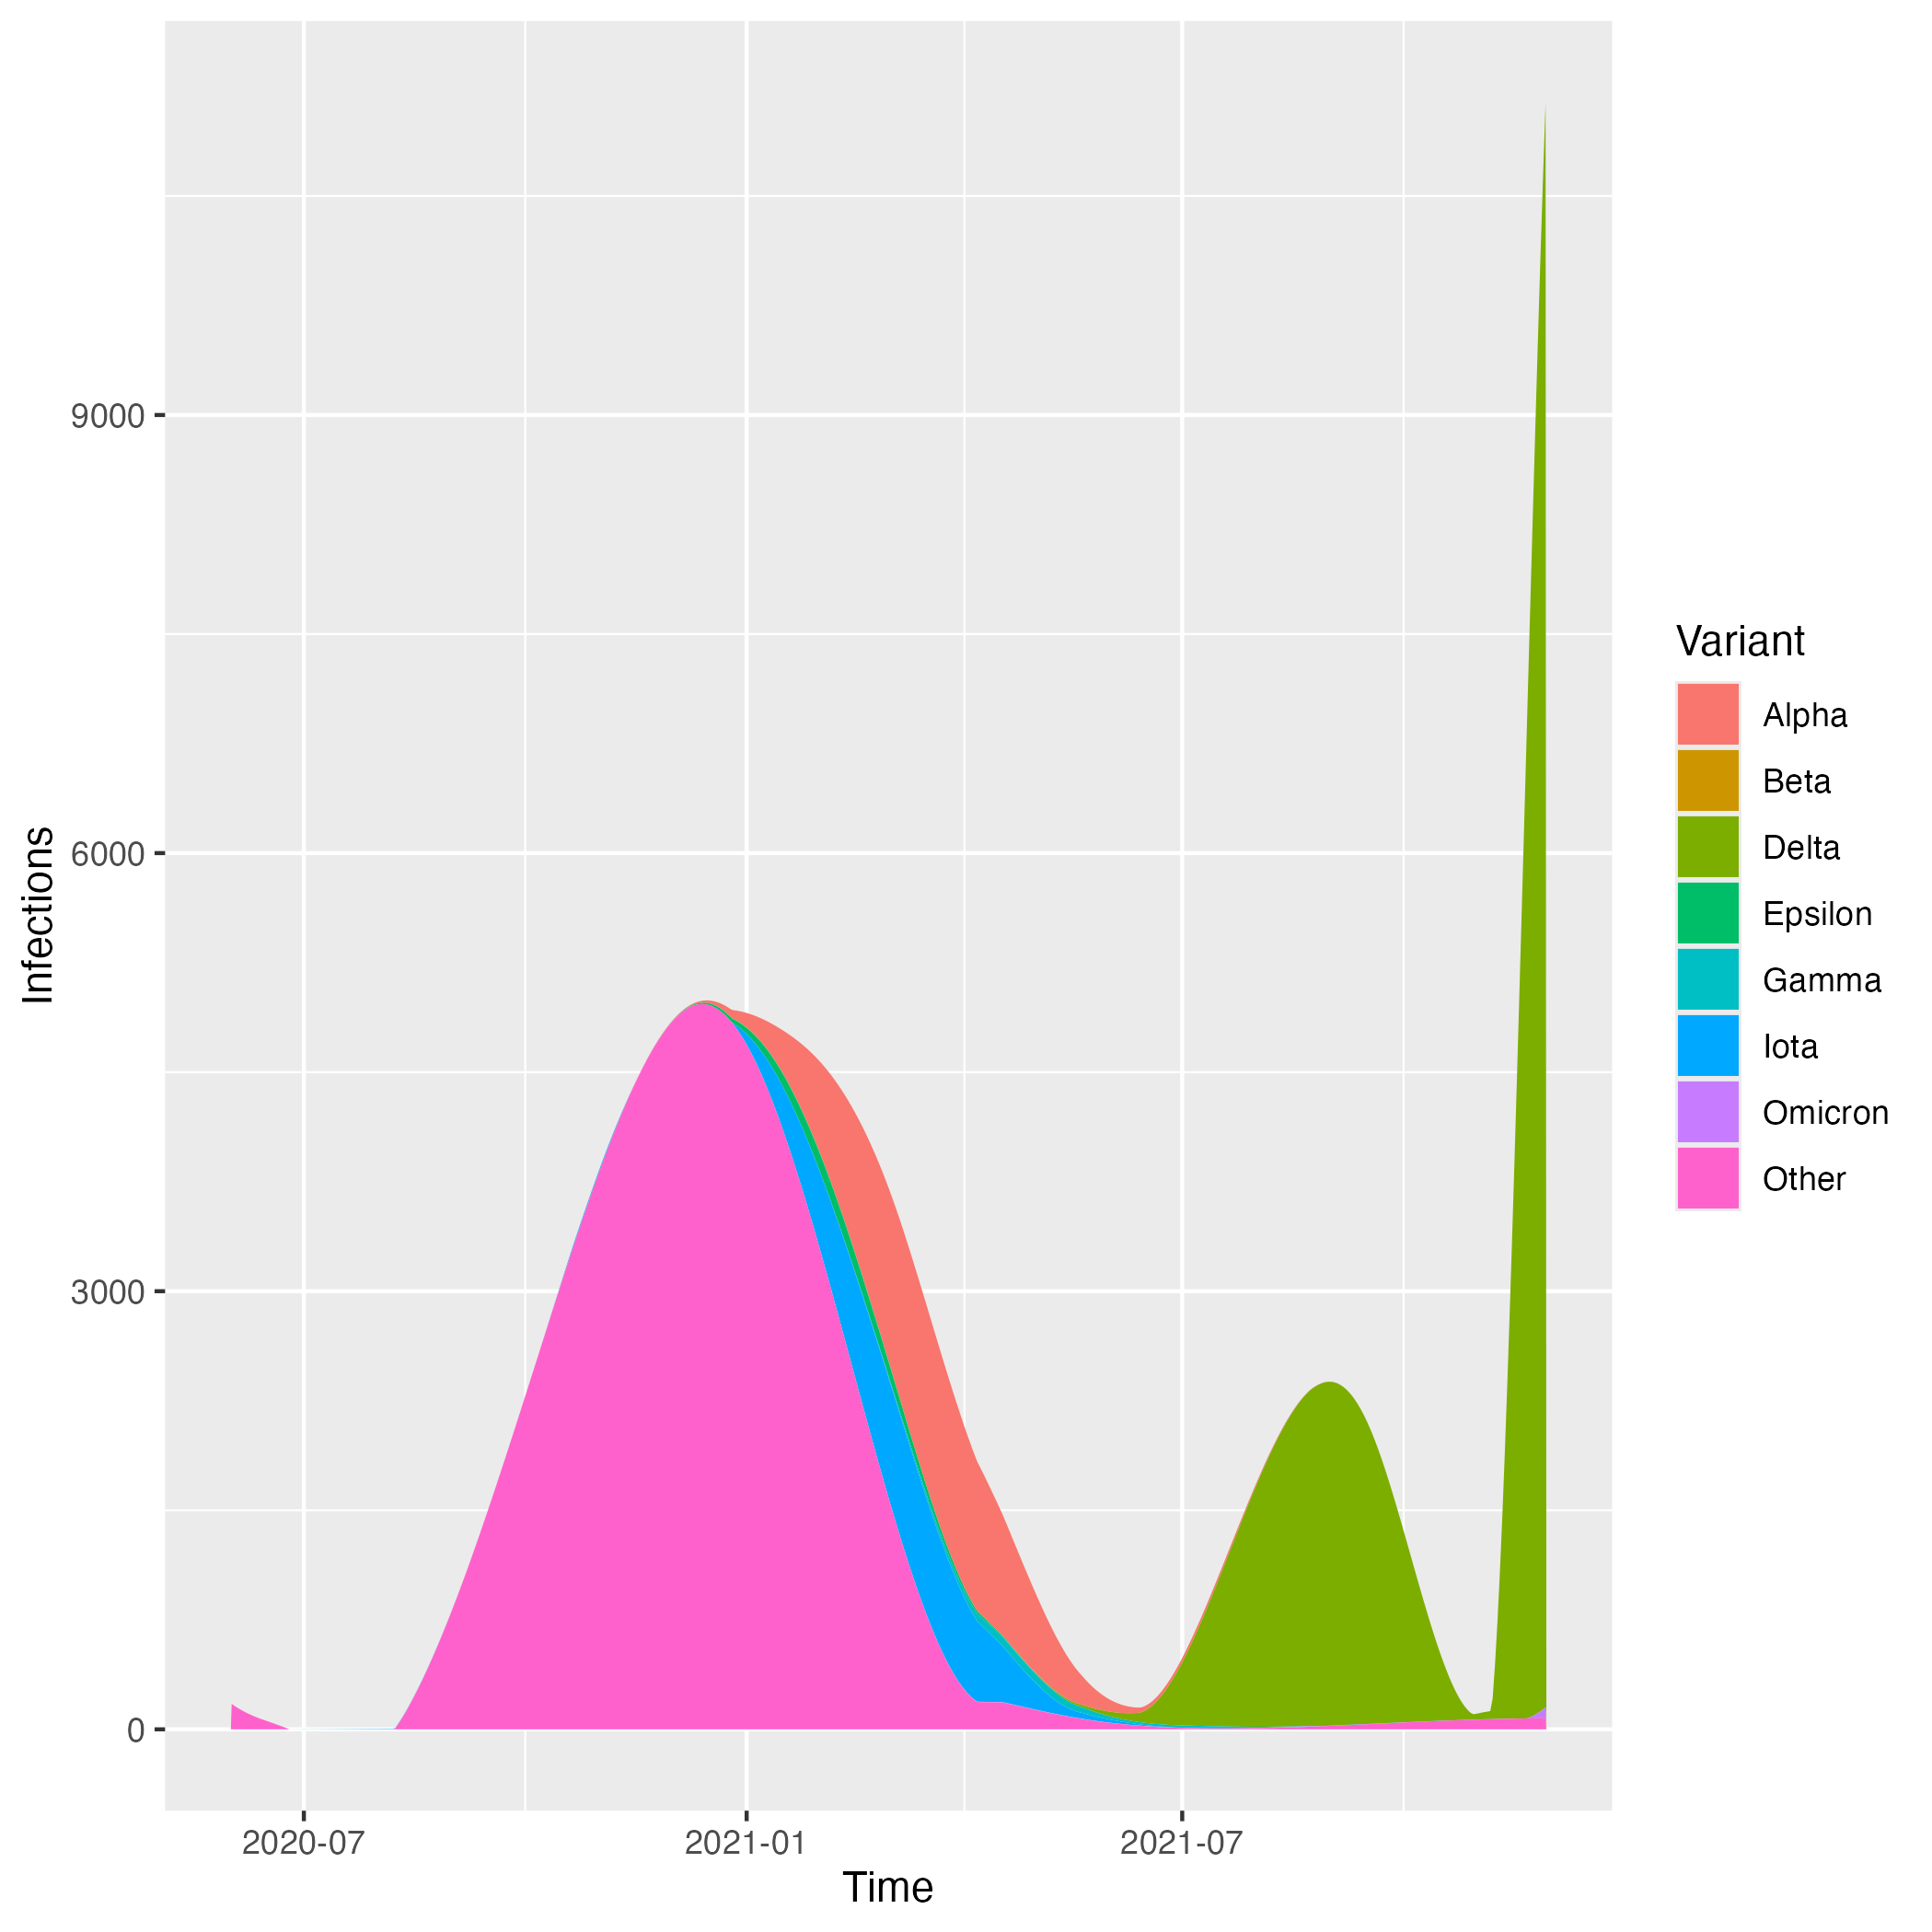 Infections
9000
6000
3000
0
2020-07
2021-01
2021-07
Time
Variant
Alpha
Beta
Delta
Epsilon
Gamma
Iota
Omicron
Other